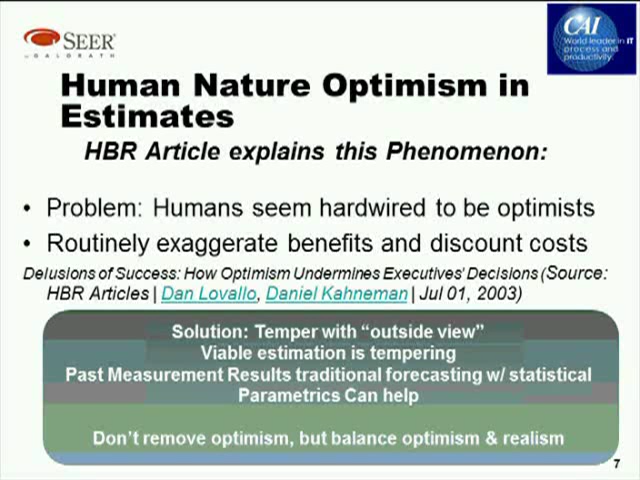 SEER
by GALORATH
CAI
World leader in IT
process and
productivity.
Human Nature Optimism in
Estimates
HBR Article explains this Phenomenon:
• Problem: Humans seem hardwired to be optimists
• Routinely exaggerate benefits and discount costs
Delusions of Success: How Optimism Undermines Executives' Decisions (Source:
HBR Articles | Dan Lovallo, Daniel Kahneman | Jul 01, 2003)
Solution: Temper with “outside view”
Viable estimation is tempering
Past Measurement Results traditional forecasting w/ statistical
Parametrics Can help
Don’t remove optimism, but balance optimism & realism
7